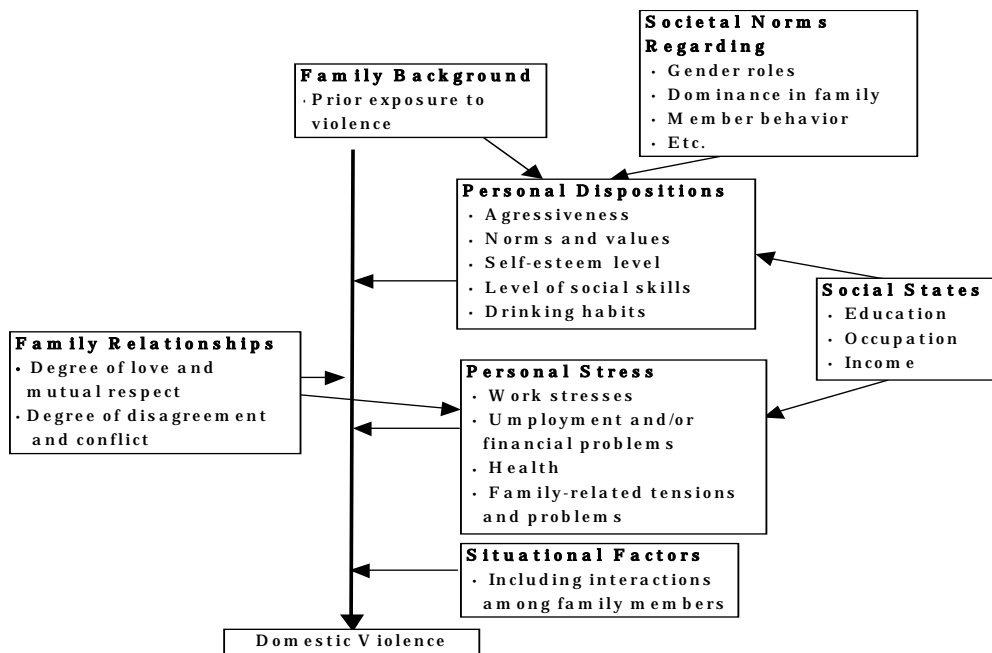 Societal Norms
Regarding
· Gender roles
· Dominance in family
· Member behavior
· Etc.
Family Background
· Prior exposure to
violence
Personal Dispositions
· Agressiveness
· Norms and values
· Self-esteem level
· Level of social skills
· Drinking habits
Social States
· Education
· Occupation
· Income
Family Relationships
• Degree of love and
mutual respect
· Degree of disagreement
and conflict
Personal Stress
· Work stresses
· Umployment and/or
financial problems
· Health
· Family-related tensions
and problems
Situational Factors
· Including interactions
among family members
Domestic Violence